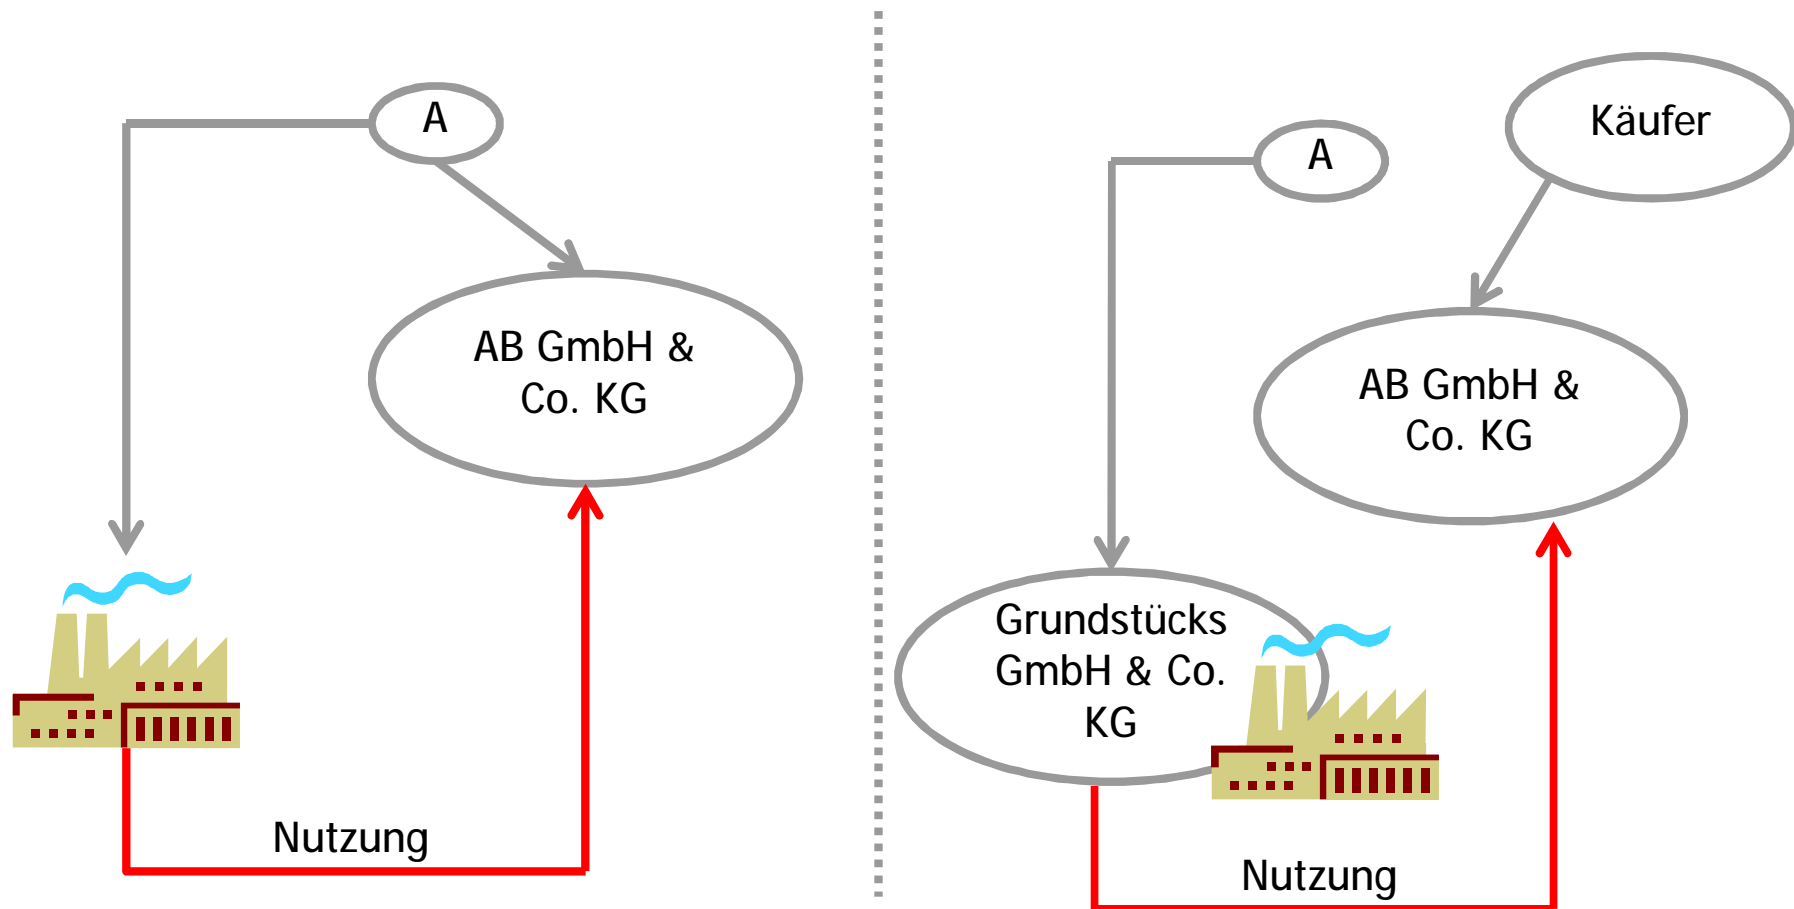 A
AB GmbH &
Co. KG
Nutzung
A
Käufer
AB GmbH &
Co. KG
Grundstücks
GmbH & Co.
KG
Nutzung